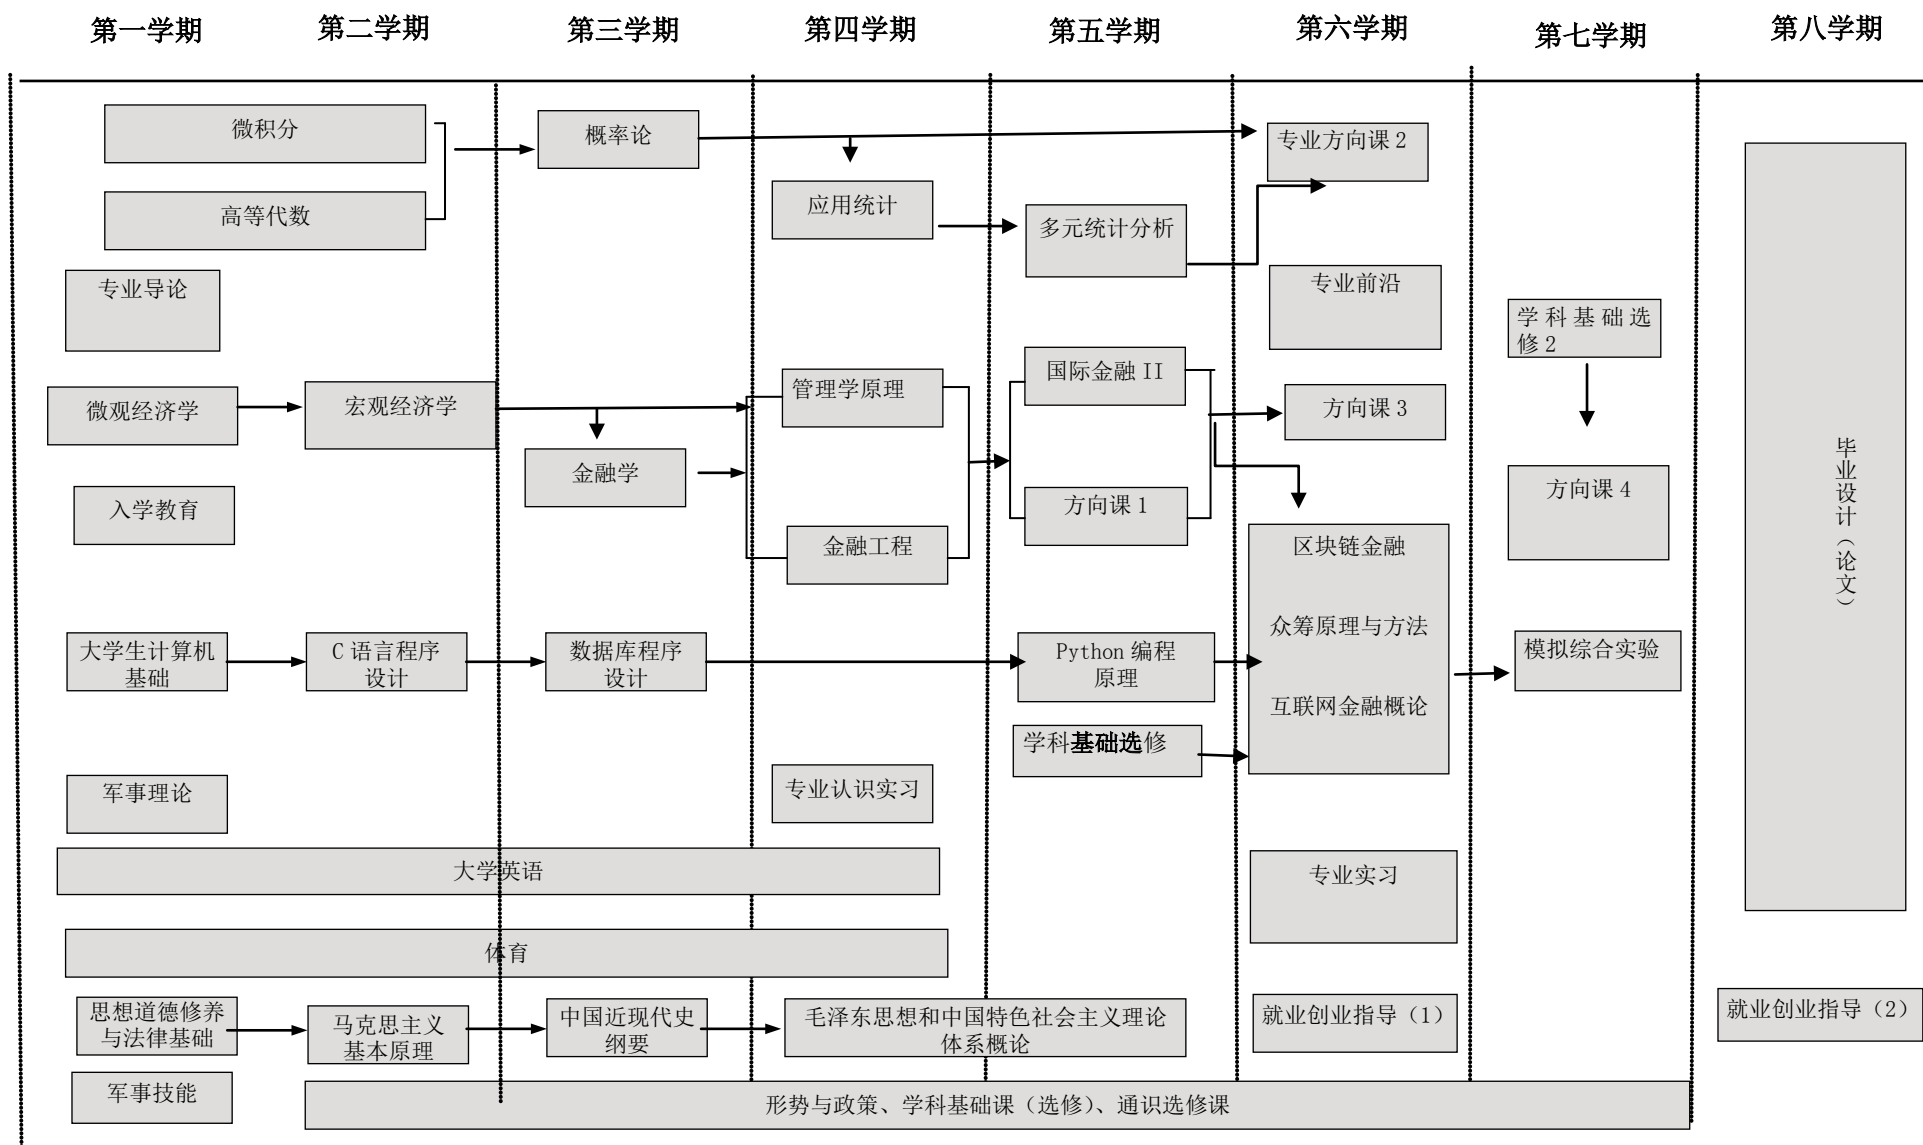 第一学期
第二学期
第三学期
第四学期
第五学期
第六学期
第七学期
第八学期
微积分
概率论
专业方向课 2
高等代数
应用统计
多元统计分析
专业导论
专业前沿
学科基础选
修 2
微观经济学
宏观经济学
管理学原理
国际金融 II
方向课 3
金融学
入学教育
方向课 1
方向课 4
金融工程
区块链金融
众筹原理与方法
互联网金融概论
毕业设计（论文）
大学生计算机
基础
C 语言程序
设计
数据库程序
设计
Python 编程
原理
模拟综合实验
学科基础选修
军事理论
专业认识实习
大学英语
专业实习
体育
思想道德修养
与法律基础
马克思主义
基本原理
中国近现代史
纲要
毛泽东思想和中国特色社会主义理论
体系概论
就业创业指导（1）
就业创业指导（2）
军事技能
形势与政策、学科基础课（选修）、通识选修课